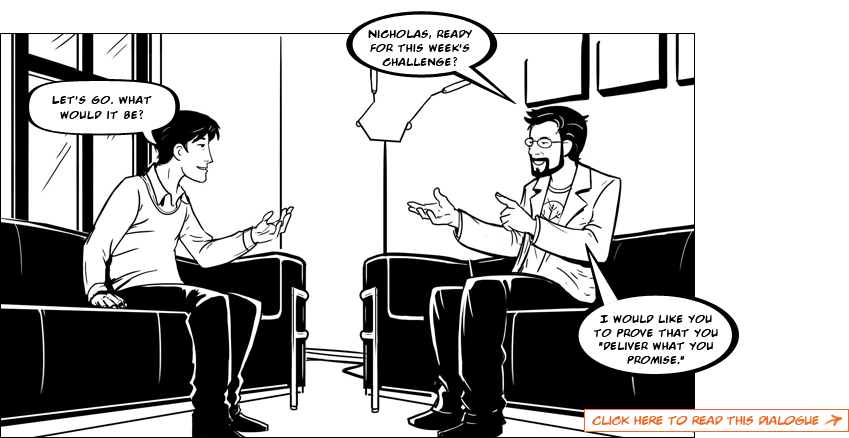 NICHOLAS, READY
FOR THIS WEEK'S
CHALLENGE?
LET'S GO. WHAT
WOULD IT BE?
I WOULD LIKE YOU
TO PROVE THAT YOU
"DELIVER WHAT YOU
PROMISE."
CLICK HERE TO READ THIS DIALOGUE